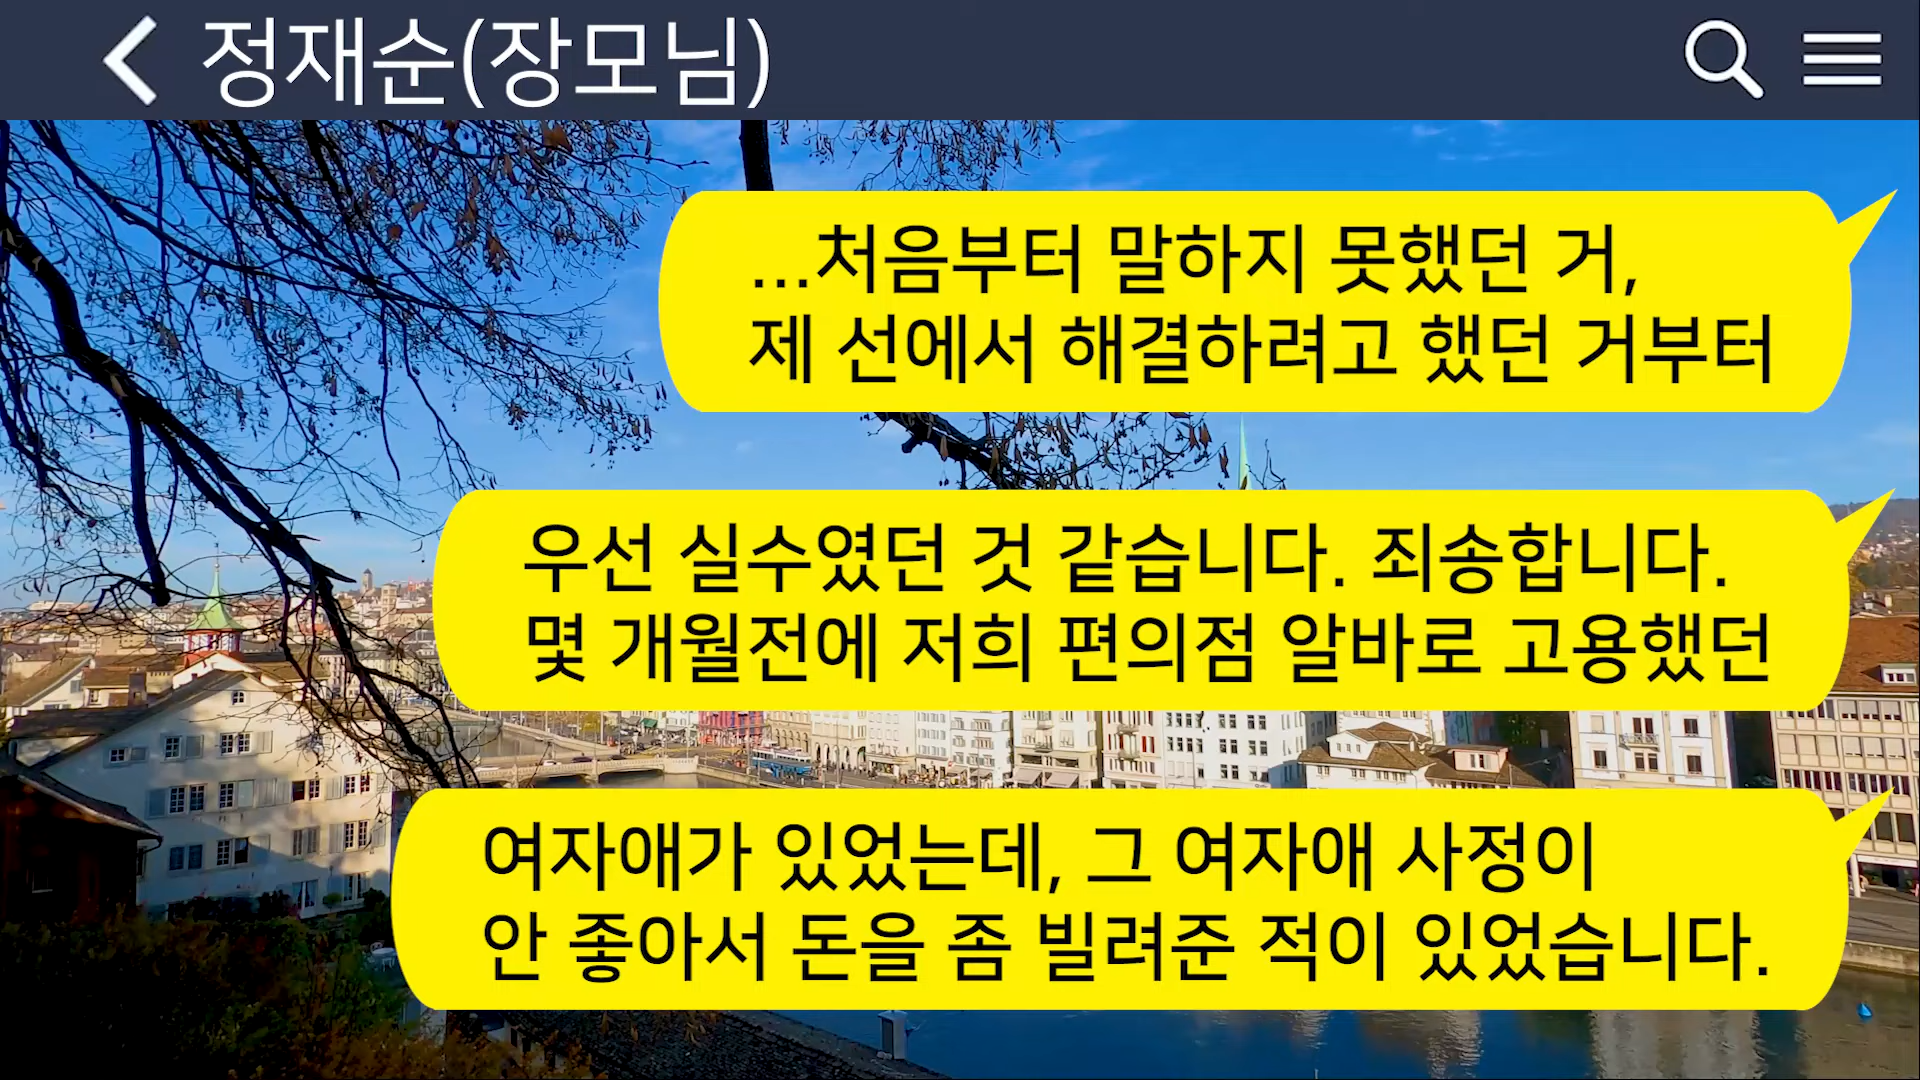 정재순(장모님)
...처음부터 말하지 못했던 거,
제 선에서 해결하려고 했던 거부터
우선 실수였던 것 같습니다. 죄송합니다.
몇 개월전에 저희 편의점 알바로 고용했던
여자애가 있었는데, 그 여자애 사정이
안 좋아서 돈을 좀 빌려준 적이 있었습니다.